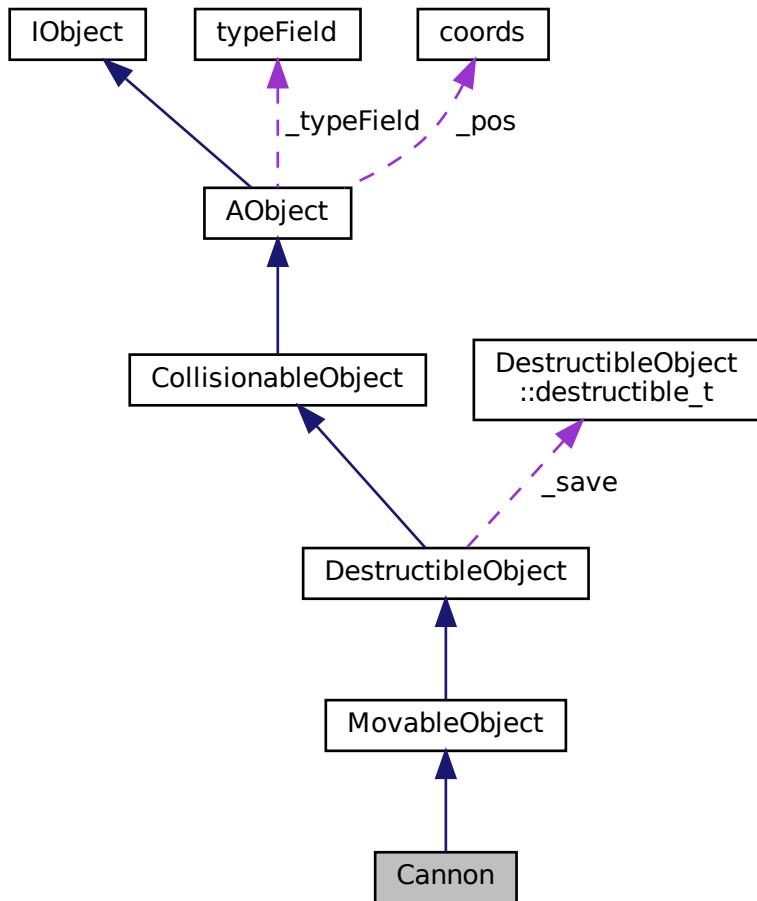 IObject
typeField
coords
_typeField
_pos
AObject
CollisionableObject
DestructibleObject
::destructible_t
_save
DestructibleObject
MovableObject
Cannon